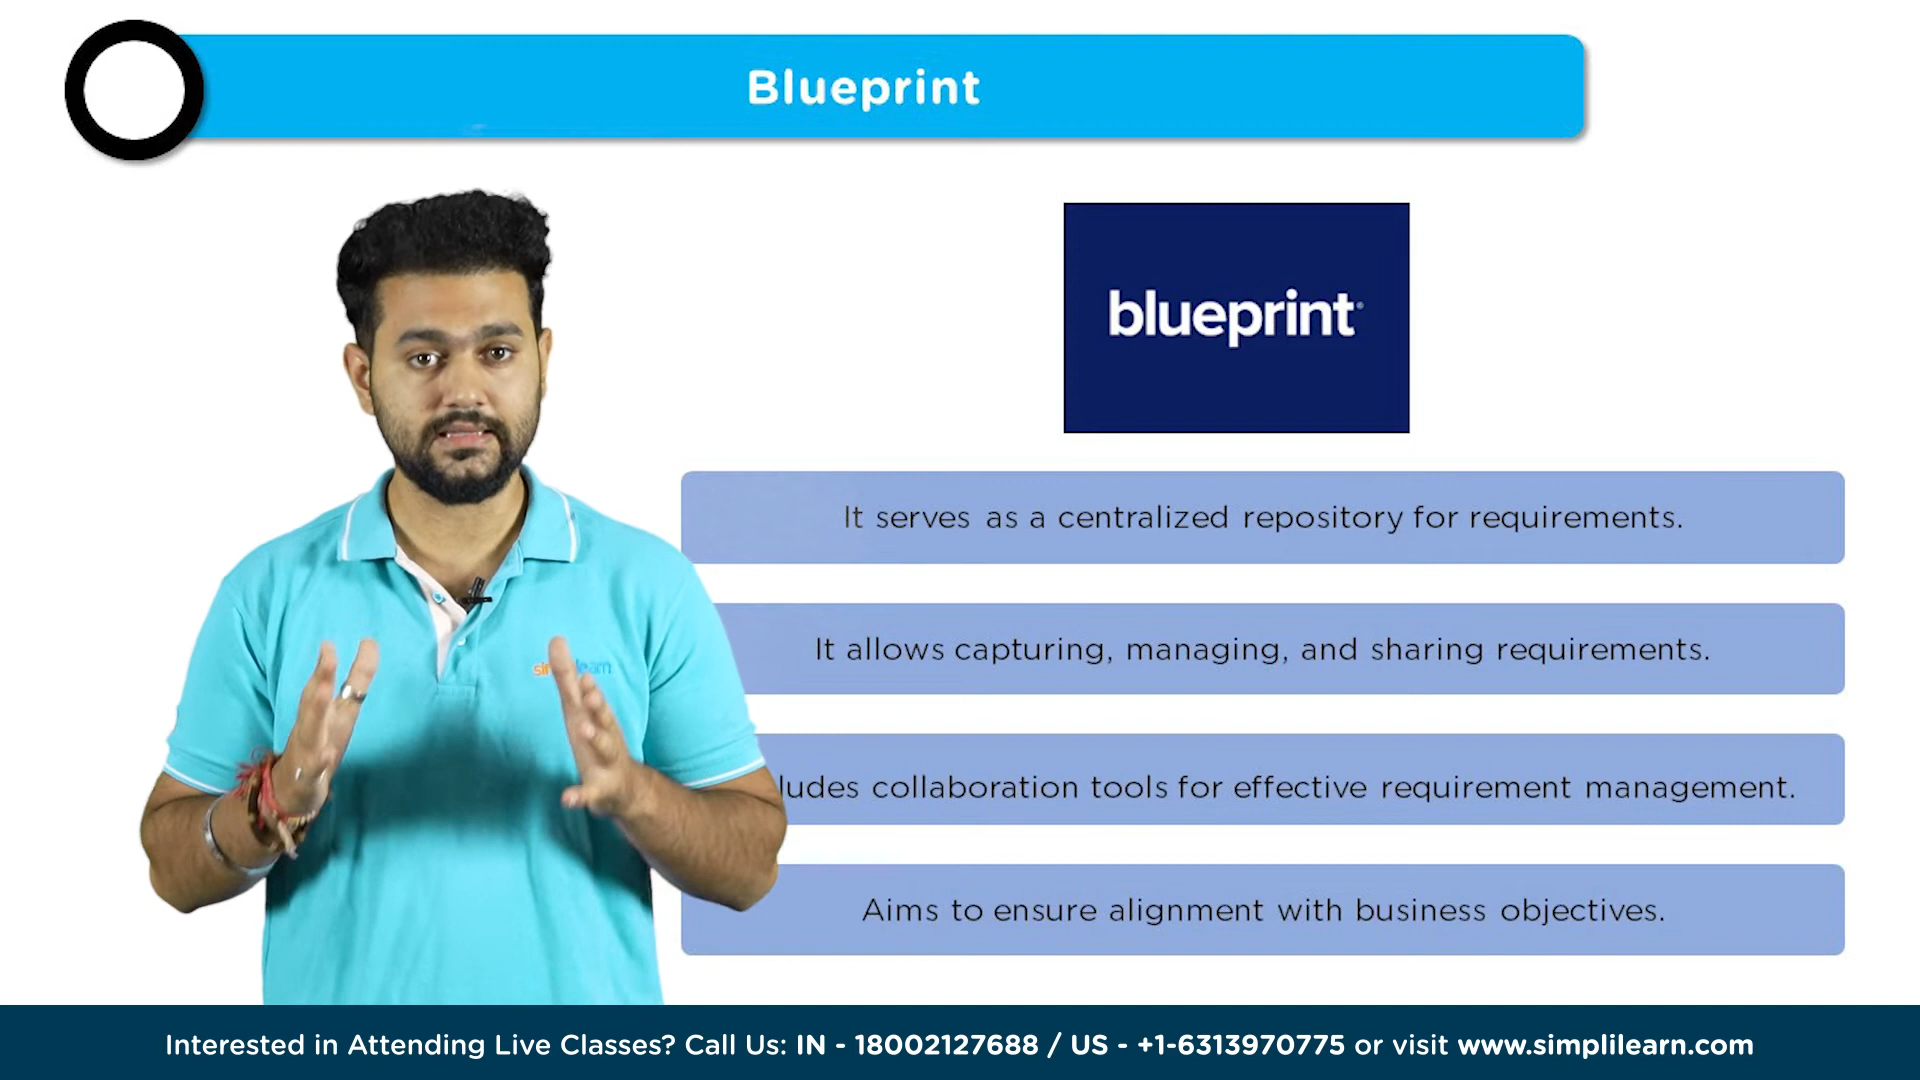 Blueprint
blueprint
It serves as a centralized repository for requirements.
It allows capturing, managing, and sharing requirements.
collaboration tools for effective requirement management.
Aims to ensure alignment with business objectives.
Interested in Attending Live Classes? Call Us: IN - 18002127688 / US - +1-6313970775 or visit www.simplilearn.com